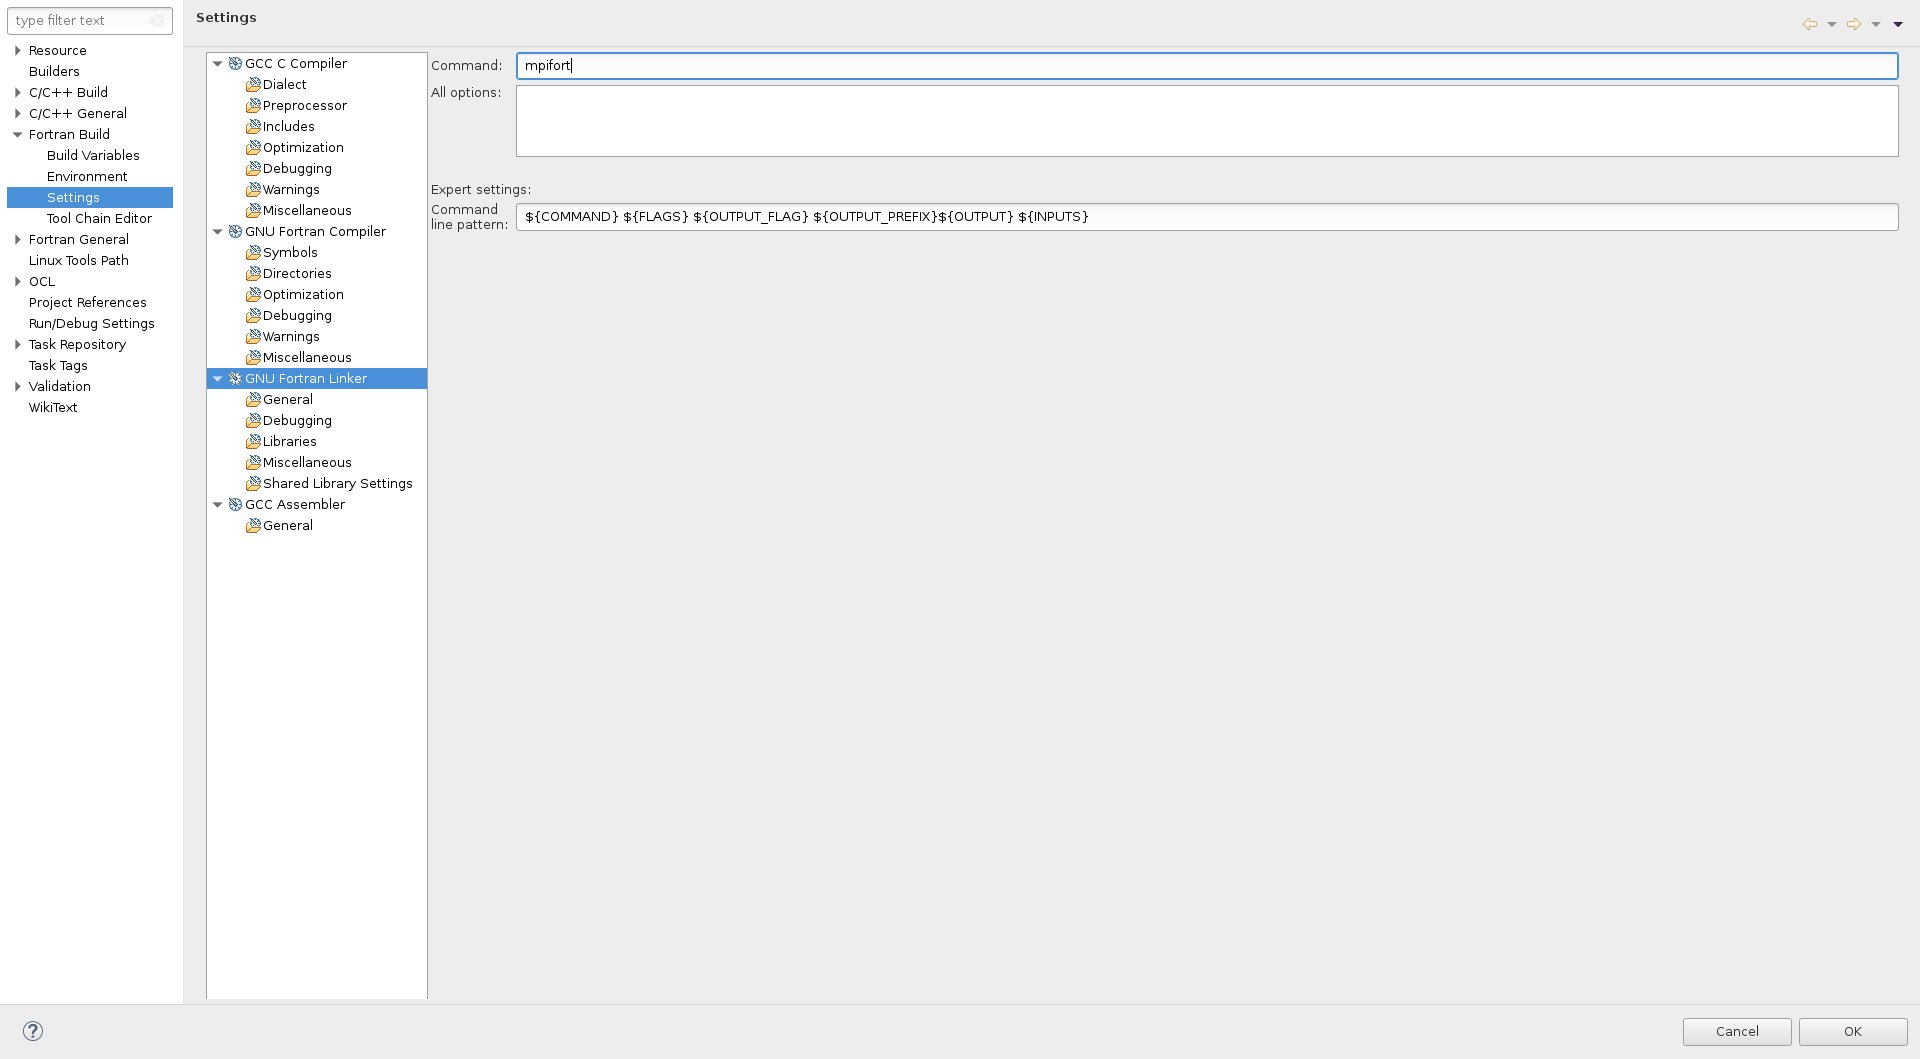 type filter text
Resource
Builders
C/C++ Build
C/C++ General
Fortran Build
Build Variables
Environment
Settings
Tool Chain Editor
Fortran General
Linux Tools Path
OCL
Project References
Run/Debug Settings
Task Repository
Task Tags
Validation
WikiText
Settings
GCC C Compiler
Dialect
Preprocessor
Includes
Optimization
Debugging
Warnings
Miscellaneous
GNU Fortran Compiler
Symbols
Directories
Optimization
Debugging
Warnings
Miscellaneous
GNU Fortran Linker
General
Debugging
Libraries
Miscellaneous
Shared Library Settings
GCC Assembler
General
Command: mpifort
All options:
Expert settings:
Command
line pattern:
${COMMAND} ${FLAGS} ${OUTPUT_FLAG} ${OUTPUT_PREFIX}${OUTPUT} ${INPUTS}
?
Cancel
OK